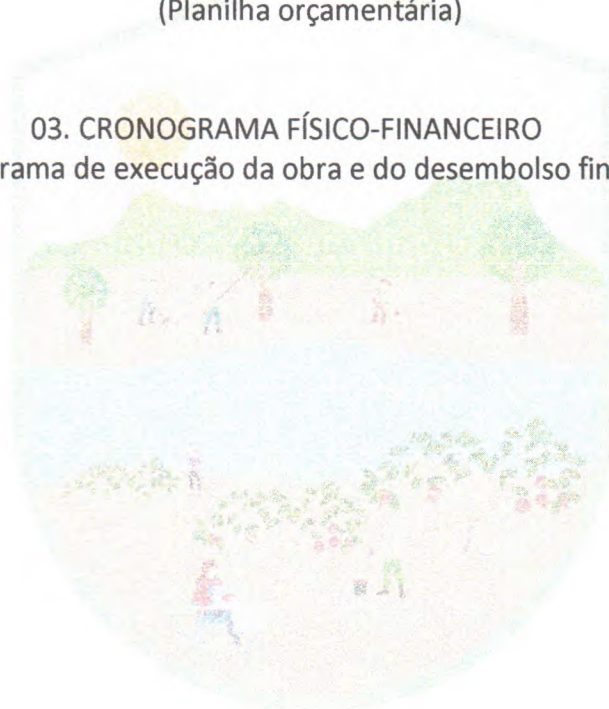 (Planilha orçamentária)
03. CRONOGRAMA FÍSICO-FINANCEIRO
rama de execução da obra e do desembolso fin